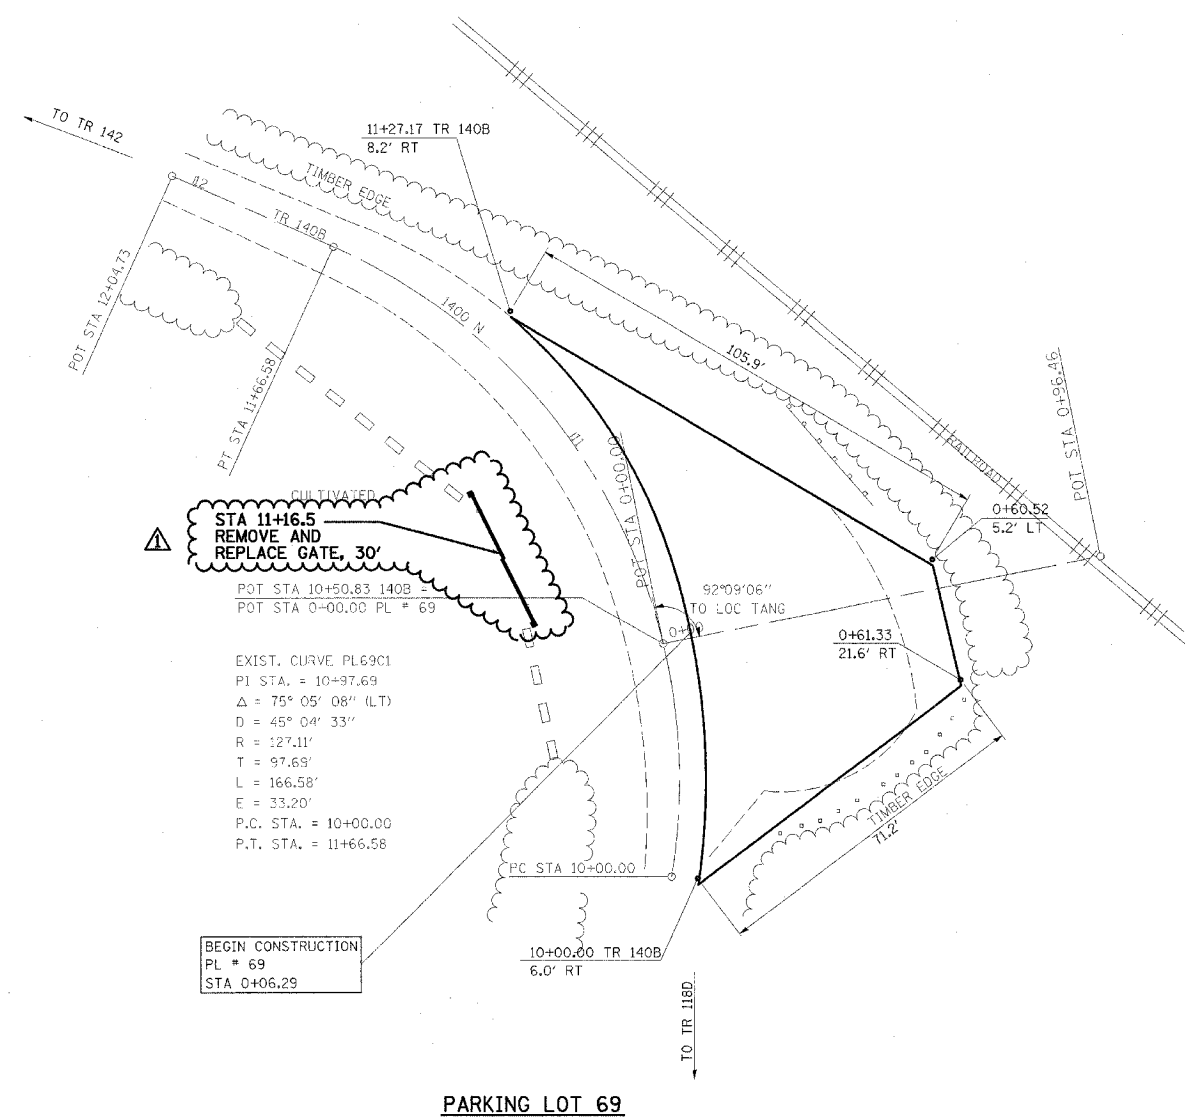 TO TR 142
11+27.17 TR 140B
8.2' RT
TIMBER EDGE
12
TR 140B
POT STA 12+04.73
1400 N
PT STA 11+66.58
105.9'
11
POT STA 0+00.00
RAILROAD
POT STA 0+96.46
CULTIVATED
1
STA 11+16.5
REMOVE AND
REPLACE GATE, 30'
0+60.52
5.2' LT
POT STA 10+50.83 140B =
POT STA 0+00.00 PL # 69
92°09'06"
TO LOC TANG
0+00
0+61.33
21.6' RT
EXIST. CURVE PL69C1
PI STA. = 10+97.69
Δ = 75° 05' 08" (LT)
D = 45° 04' 33"
R = 127.11'
T = 97.69'
L = 166.58'
E = 33.20'
P.C. STA. = 10+00.00
P.T. STA. = 11+66.58
TIMBER EDGE
71.2'
PC STA 10+00.00
BEGIN CONSTRUCTION
PL # 69
STA 0+06.29
10+00.00 TR 140B
6.0' RT
TO TR 118D
PARKING LOT 69